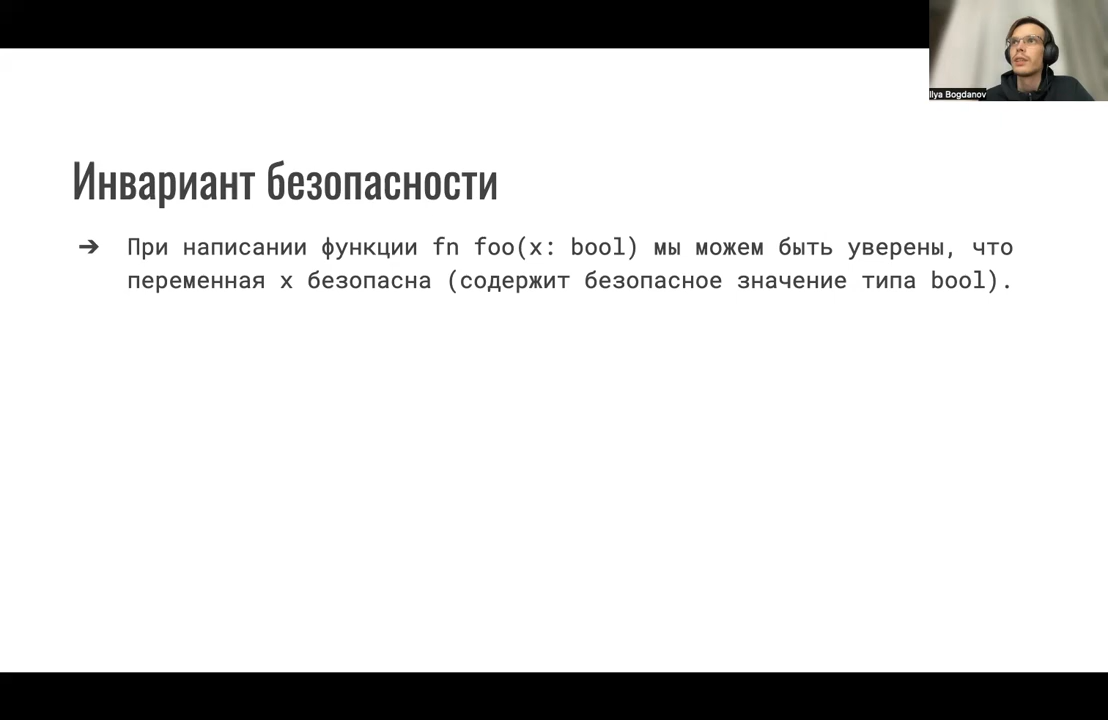 Ilya Bogdanov
Инвариант безопасности
➔ При написании функции fn foo(x: bool) мы можем быть уверены, что
переменная x безопасна (содержит безопасное значение типа bool).